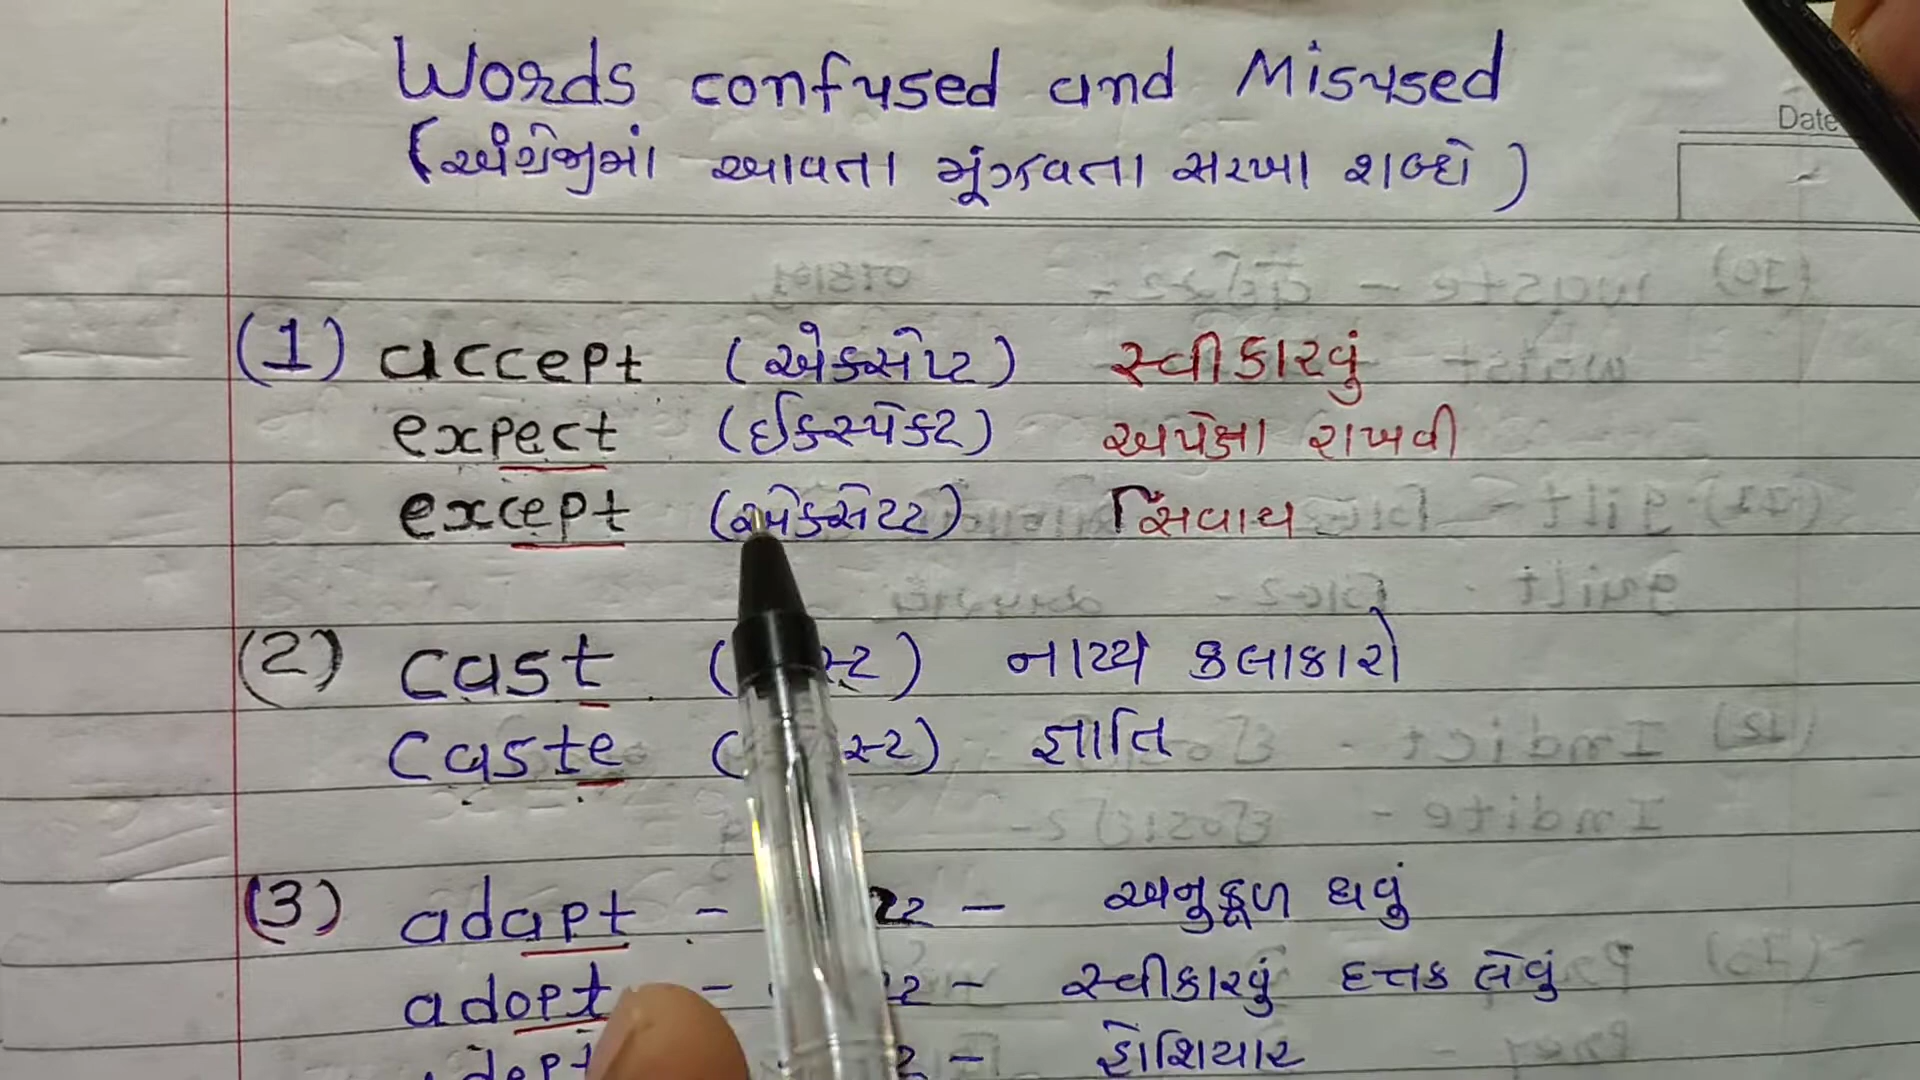 Words confused and Misused
(અંગ્રેજીમાં આવતા મૂંઝવતા સરખા શબ્દો)
Date
(1) accept (એક્સેપ્ટ) સ્વીકારવું
expect (ઈક્સ્પેક્ટ) અપેક્ષા રાખવી
except (એક્સેપ્ટ) સિવાય
(2) cast નાટ્ય કલાકારો
caste જ્ઞાતિ
(3) adapt - - અનુકૂળ થવું
adopt - - સ્વીકારવું દત્તક લેવું
- હોશિયાર